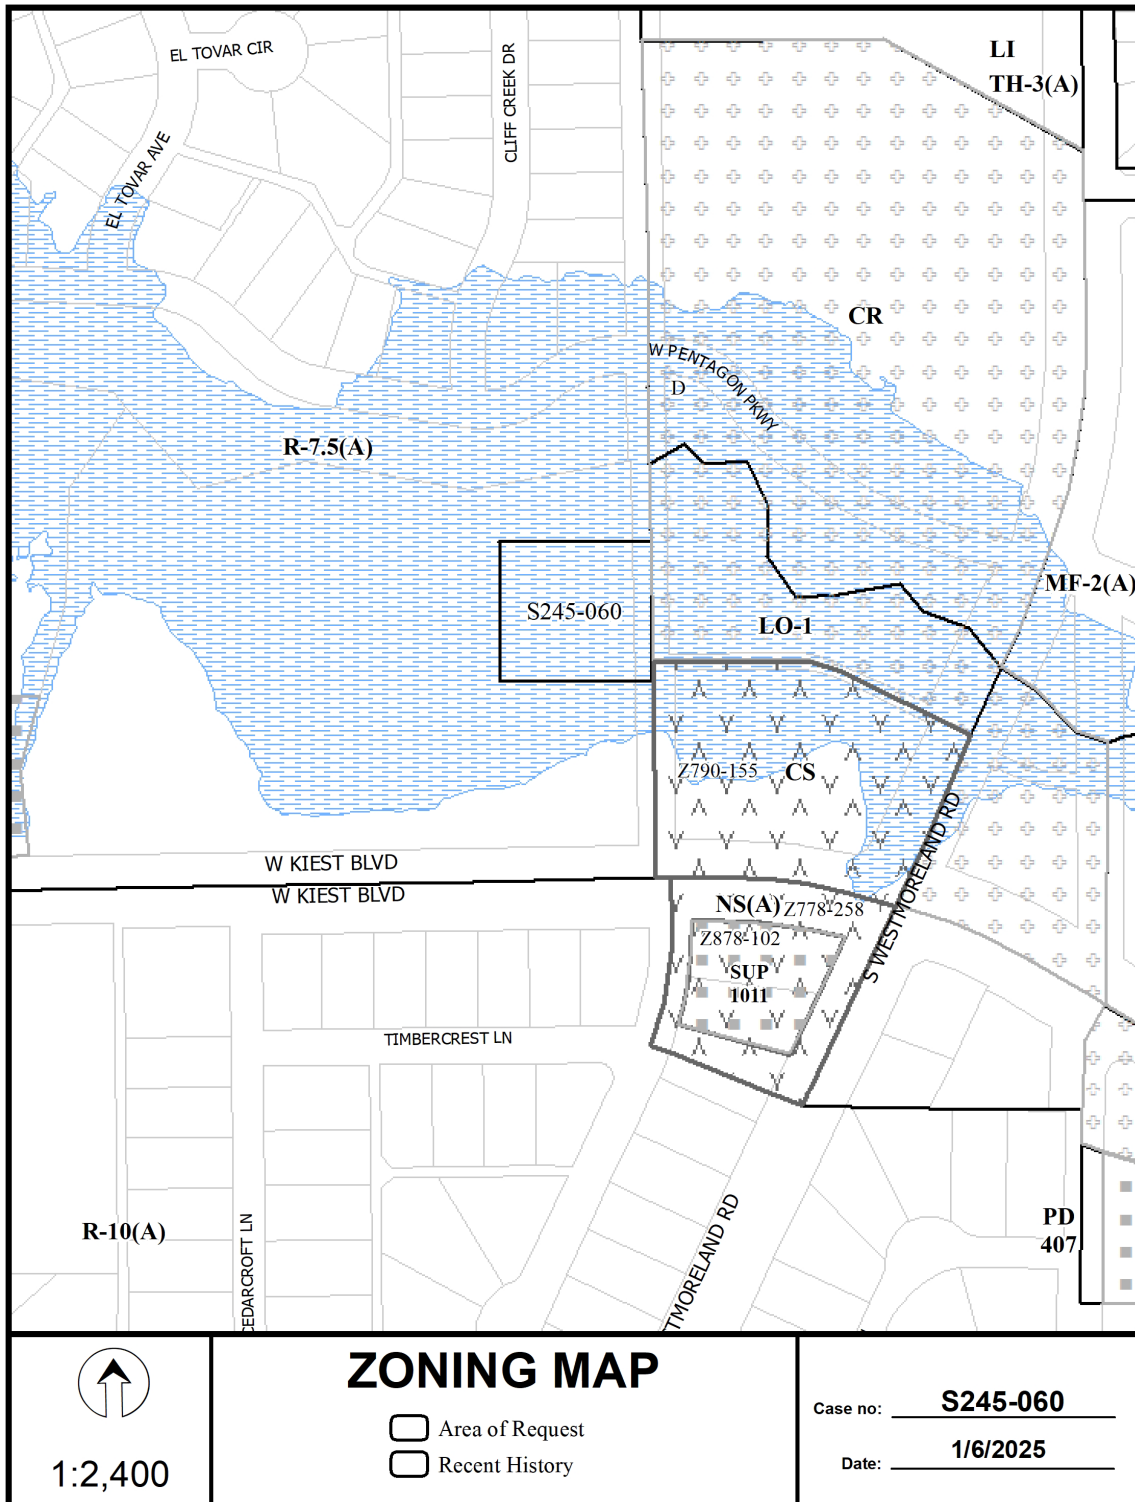 EL TOVAR CIR
CLIFF CREEK DR
LI
TH-3(A)
EL TOVAR AVE
CR
W PENTAGON PKWY
D
R-7.5(A)
MF-2(A)
S245-060
LO-1
Z790-155
CS
S WESTMORELAND RD
W KIEST BLVD
W KIEST BLVD
NS(A)
Z778-258
Z878-102
SUP
1011
TIMBERCREST LN
R-10(A)
CEDARCROFT LN
TMORELAND RD
PD
407
ZONING MAP
Area of Request
Recent History
1:2,400
Case no: S245-060
Date: 1/6/2025